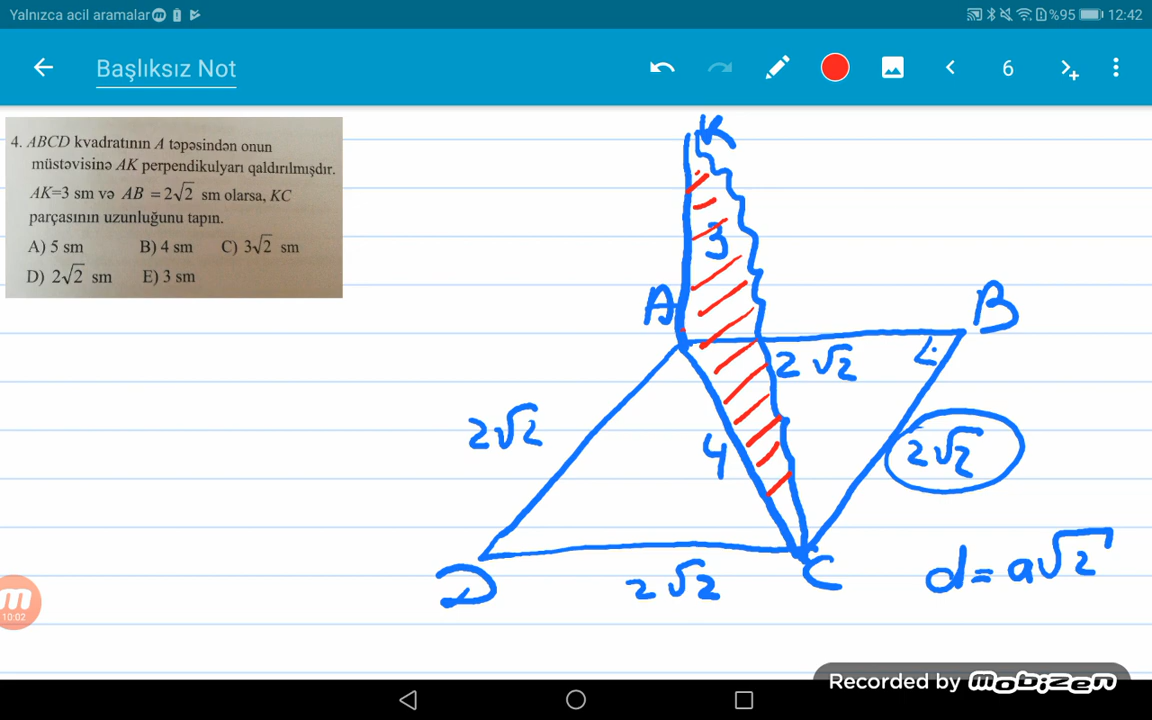 Yalnızca acil aramalar
%95 12:42
Başlıksız Not
6
4. ABCD kvadratının A təpəsindən onun
müstəvisinə AK perpendikulyarı qaldırılmışdır.
AK=3 sm və AB = 2√2 sm olarsa, KC
parçasının uzunluğunu tapın.
A) 5 sm B) 4 sm C) 3√2 sm
D) 2√2 sm E) 3 sm
K
3
A
B
2√2
2√2
4
2√2
D
2√2
C
d=a√2
10:02
Recorded by mobizen